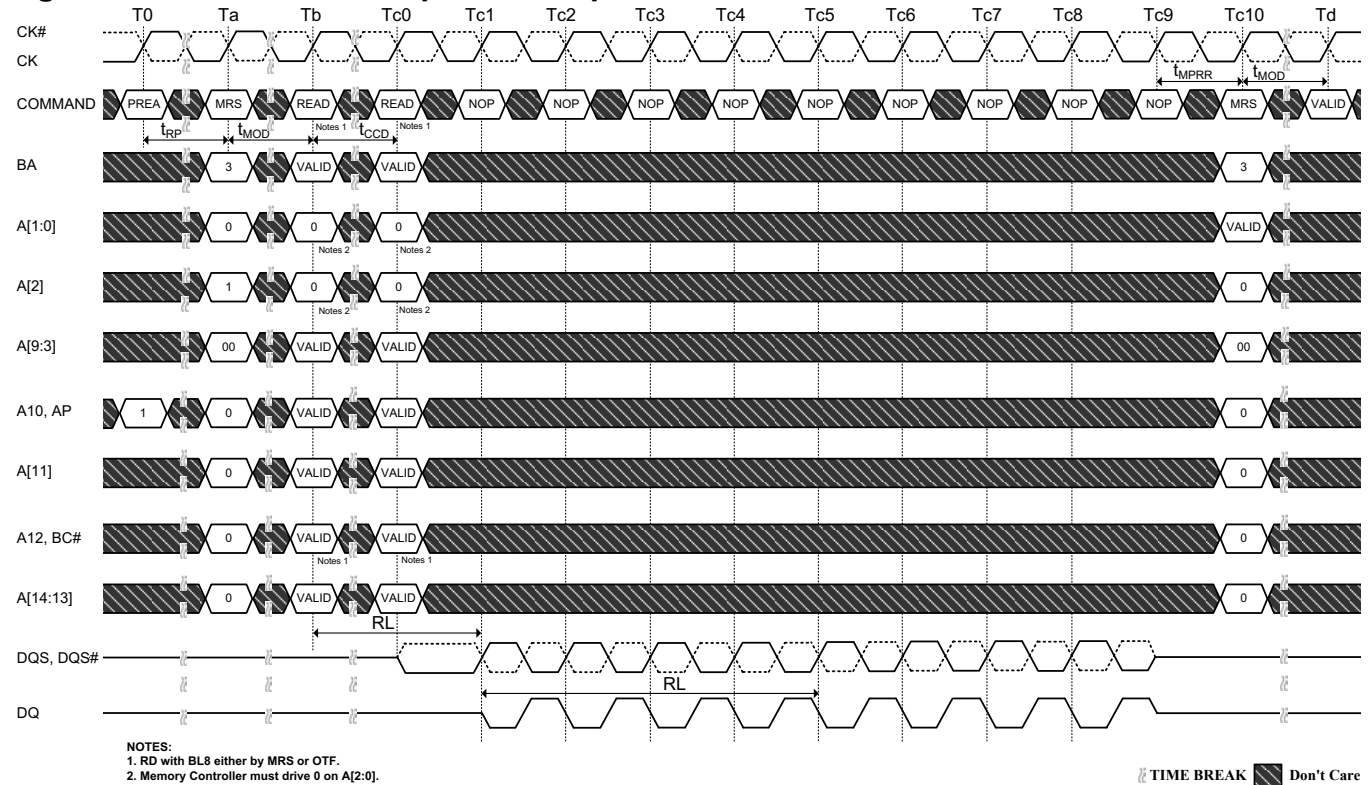 T0 Ta Tb Tc0 Tc1 Tc2 Tc3 Tc4 Tc5 Tc6 Tc7 Tc8 Tc9 Tc10 Td
CK#
CK
tMPRR tMOD
COMMAND PREA MRS READ READ NOP NOP NOP NOP NOP NOP NOP NOP NOP MRS VALID
Notes 1 Notes 1
tRP tMOD tCCD
BA 3 VALID VALID 3
A[1:0] 0 0 0 VALID
Notes 2 Notes 2
A[2] 1 0 0 0
Notes 2 Notes 2
A[9:3] 00 VALID VALID 00
A10, AP 1 0 VALID VALID 0
A[11] 0 VALID VALID 0
A12, BC# 0 VALID VALID 0
Notes 1 Notes 1
A[14:13] 0 VALID VALID 0
RL
DQS, DQS#
RL
DQ
NOTES:
1. RD with BL8 either by MRS or OTF.
2. Memory Controller must drive 0 on A[2:0].
TIME BREAK Don't Care